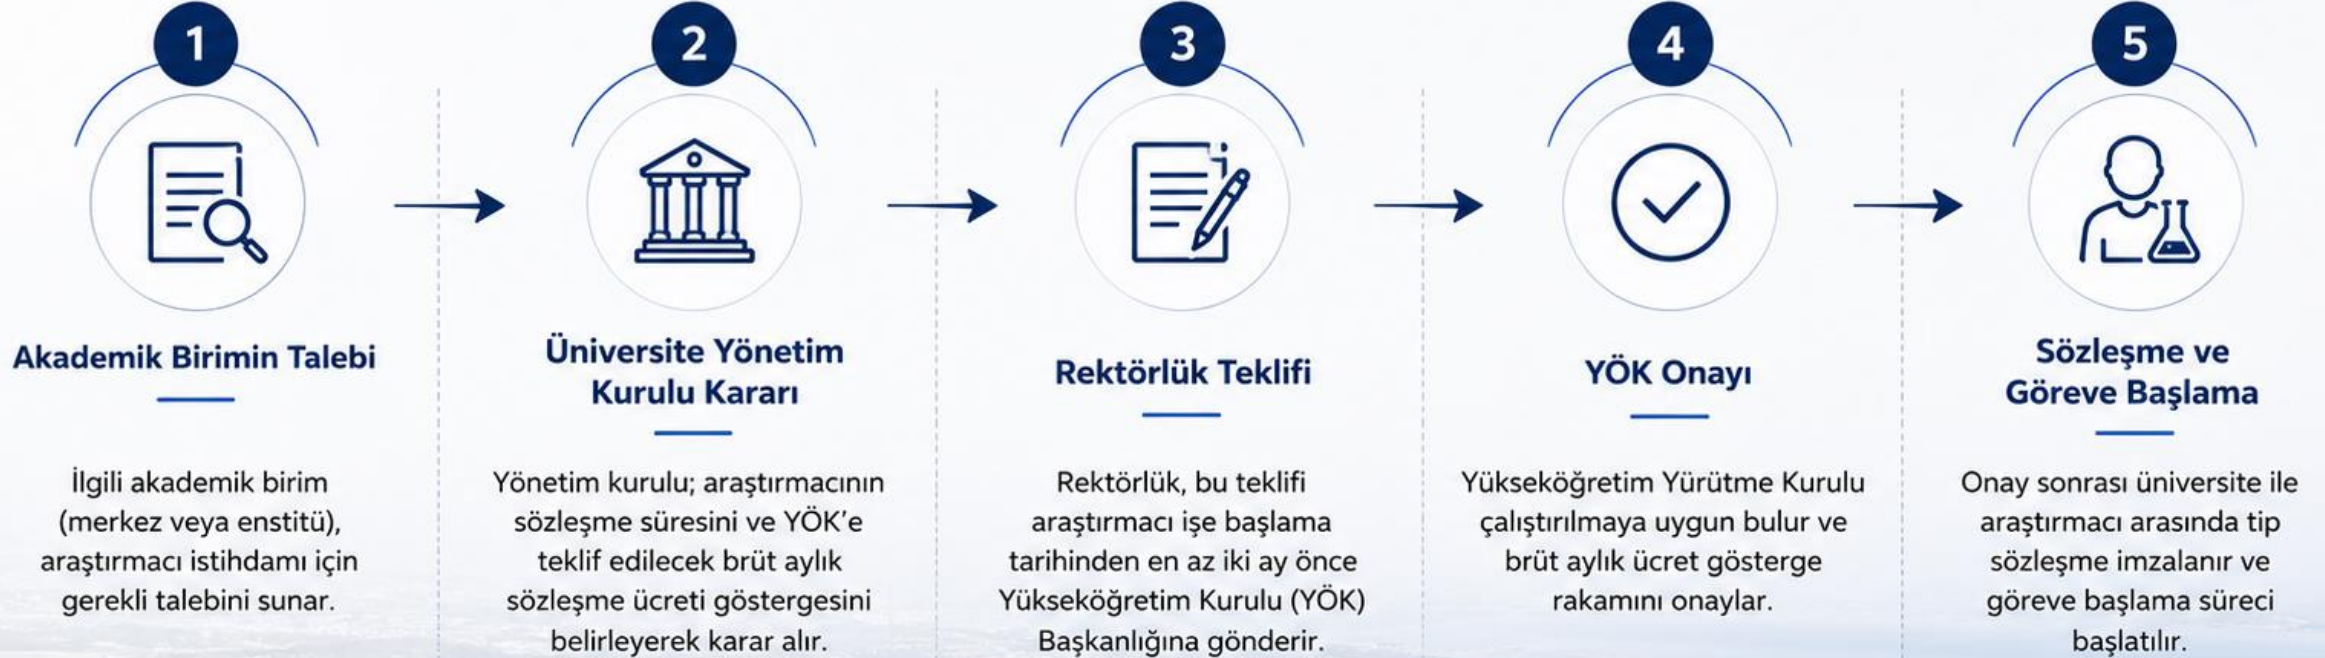 1
Akademik Birimin Talebi
İlgili akademik birim
(merkez veya enstitü),
araştırmacı istihdamı için
gerekli talebini sunar.
2
Üniversite Yönetim
Kurulu Kararı
Yönetim kurulu; araştırmacının
sözleşme süresini ve YÖK'e
teklif edilecek brüt aylık
sözleşme ücreti göstergesini
belirleyerek karar alır.
3
Rektörlük Teklifi
Rektörlük, bu teklifi
araştırmacı işe başlama
tarihinden en az iki ay önce
Yükseköğretim Kurulu (YÖK)
Başkanlığına gönderir.
4
YÖK Onayı
Yükseköğretim Yürütme Kurulu
çalıştırılmaya uygun bulur ve
brüt aylık ücret gösterge
rakamını onaylar.
5
Sözleşme ve
Göreve Başlama
Onay sonrası üniversite ile
araştırmacı arasında tip
sözleşme imzalanır ve
göreve başlama süreci
başlatılır.